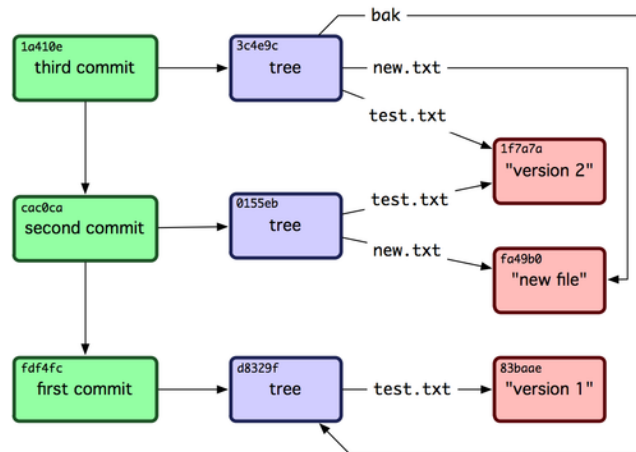 bak
1a410e
third commit
3c4e9c
tree
new.txt
test.txt
1f7a7a
"version 2"
cac0ca
second commit
0155eb
tree
test.txt
new.txt
fa49b0
"new file"
fdf4fc
first commit
d8329f
tree
test.txt
83baae
"version 1"